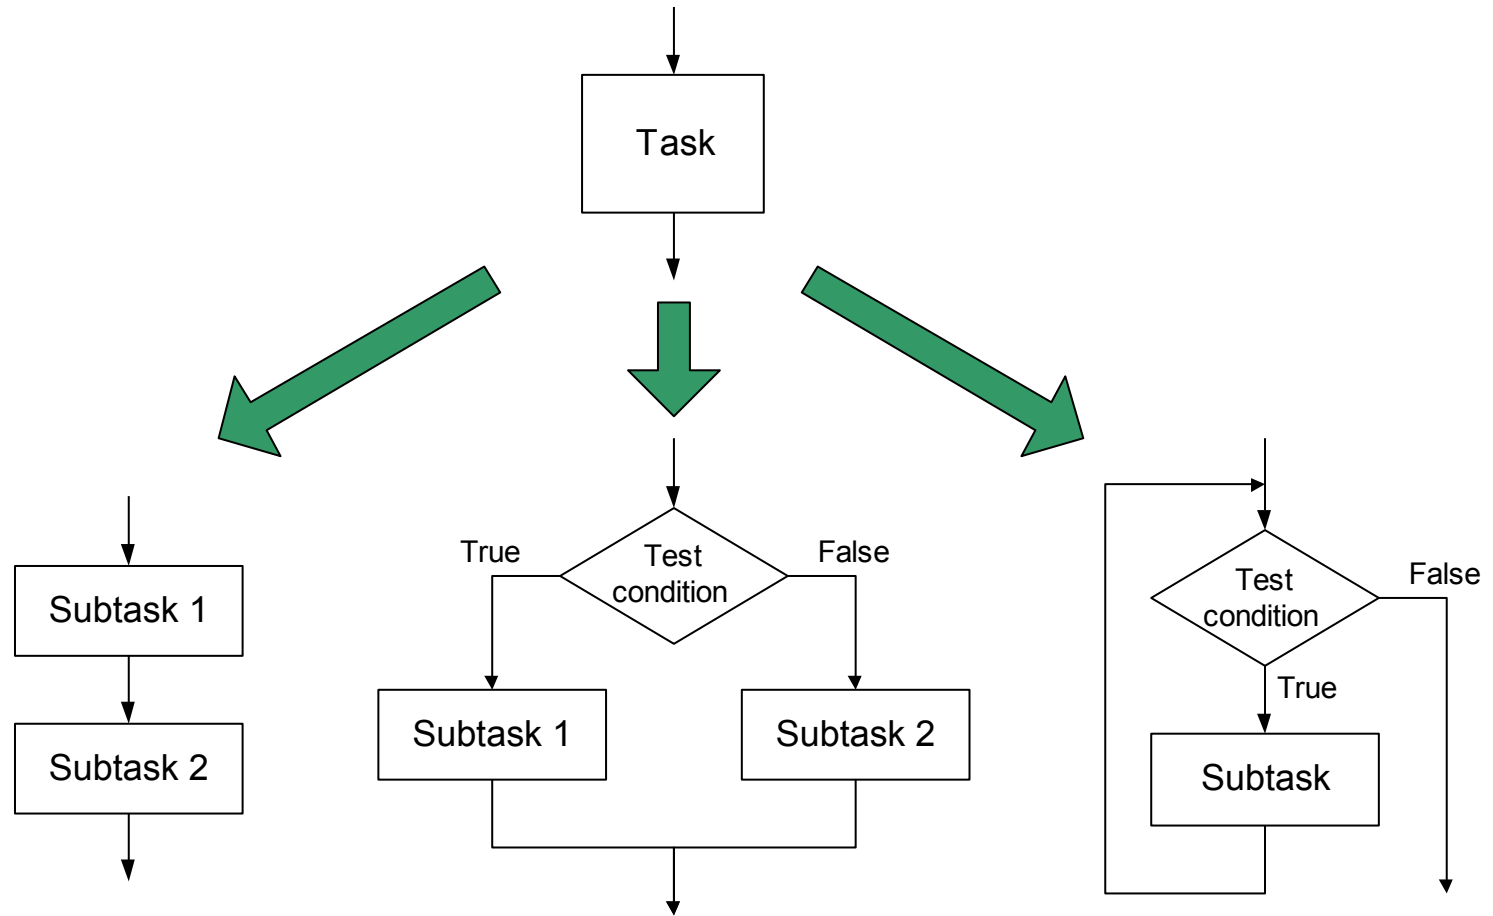 Task
Subtask 1
Subtask 2
True
Test
condition
False
Subtask 1
Subtask 2
Test
condition
False
True
Subtask